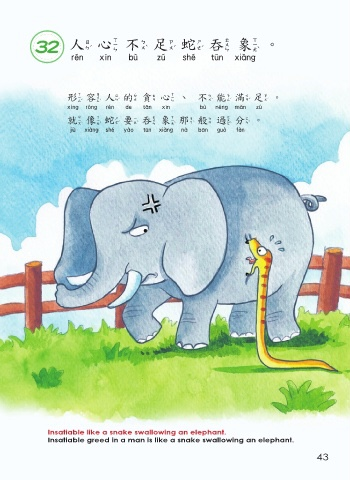 32 人心不足蛇吞象。
rén xīn bù zú shé tūn xiàng
形容人的貪心、不能滿足。
xíng róng rén de tān xīn bù néng mǎn zú
就像蛇要吞象那般過分。
jiù xiàng shé yào tūn xiàng nà bān guò fèn
Insatiable like a snake swallowing an elephant.
Insatiable greed in a man is like a snake swallowing an elephant.
43